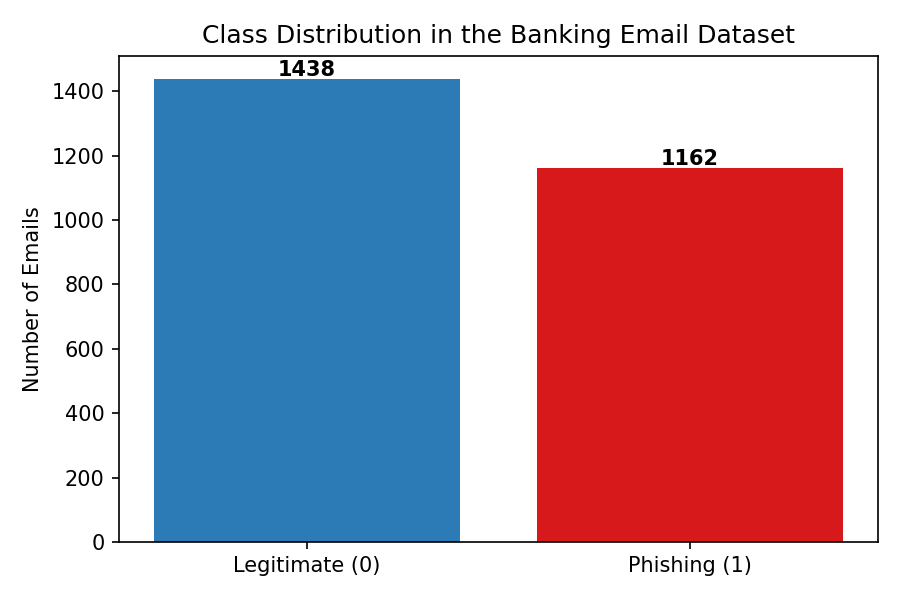 Class Distribution in the Banking Email Dataset
Number of Emails
1400
1200
1000
800
600
400
200
0
1438
1162
Legitimate (0)
Phishing (1)